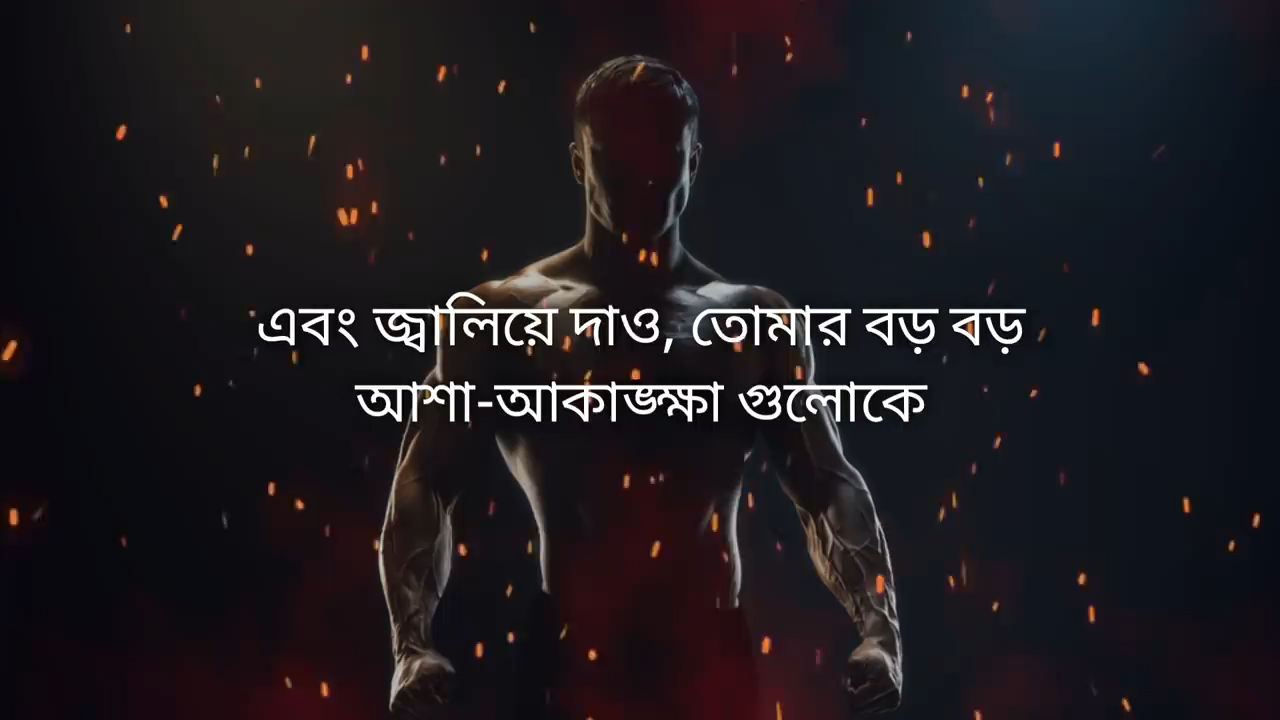 এবং জ্বালিয়ে দাও, তোমার বড় বড়
আশা-আকাঙ্ক্ষা গুলোকে